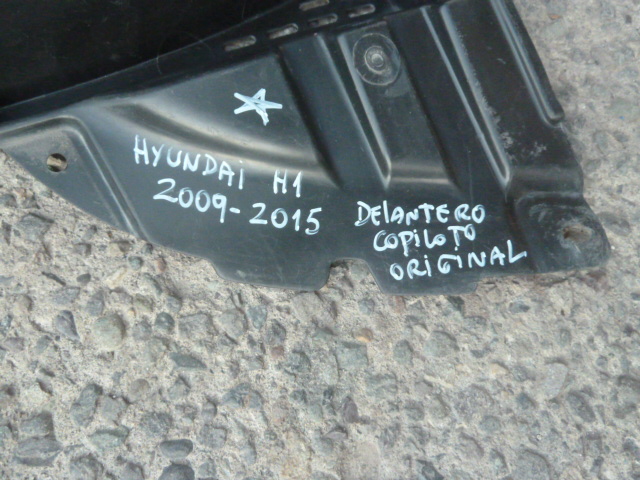 HYUNDAI H1
2009-2015
DELANTERO
COPILOTO
ORIGINAL